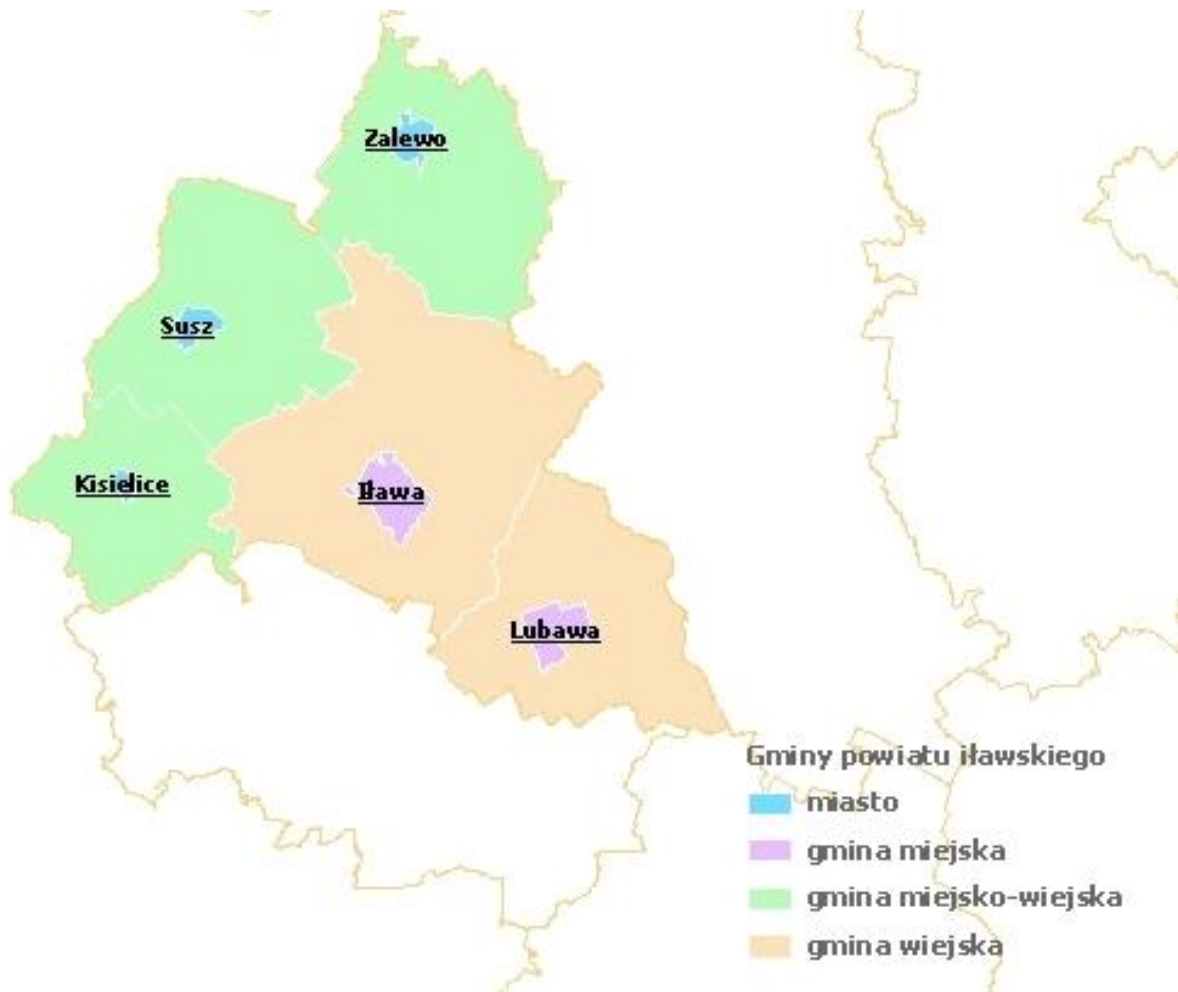 Zalewo
Susz
Kisielice
Iława
Lubawa
Gminy powiatu iławskiego
miasto
gmina miejska
gmina miejsko-wiejska
gmina wiejska